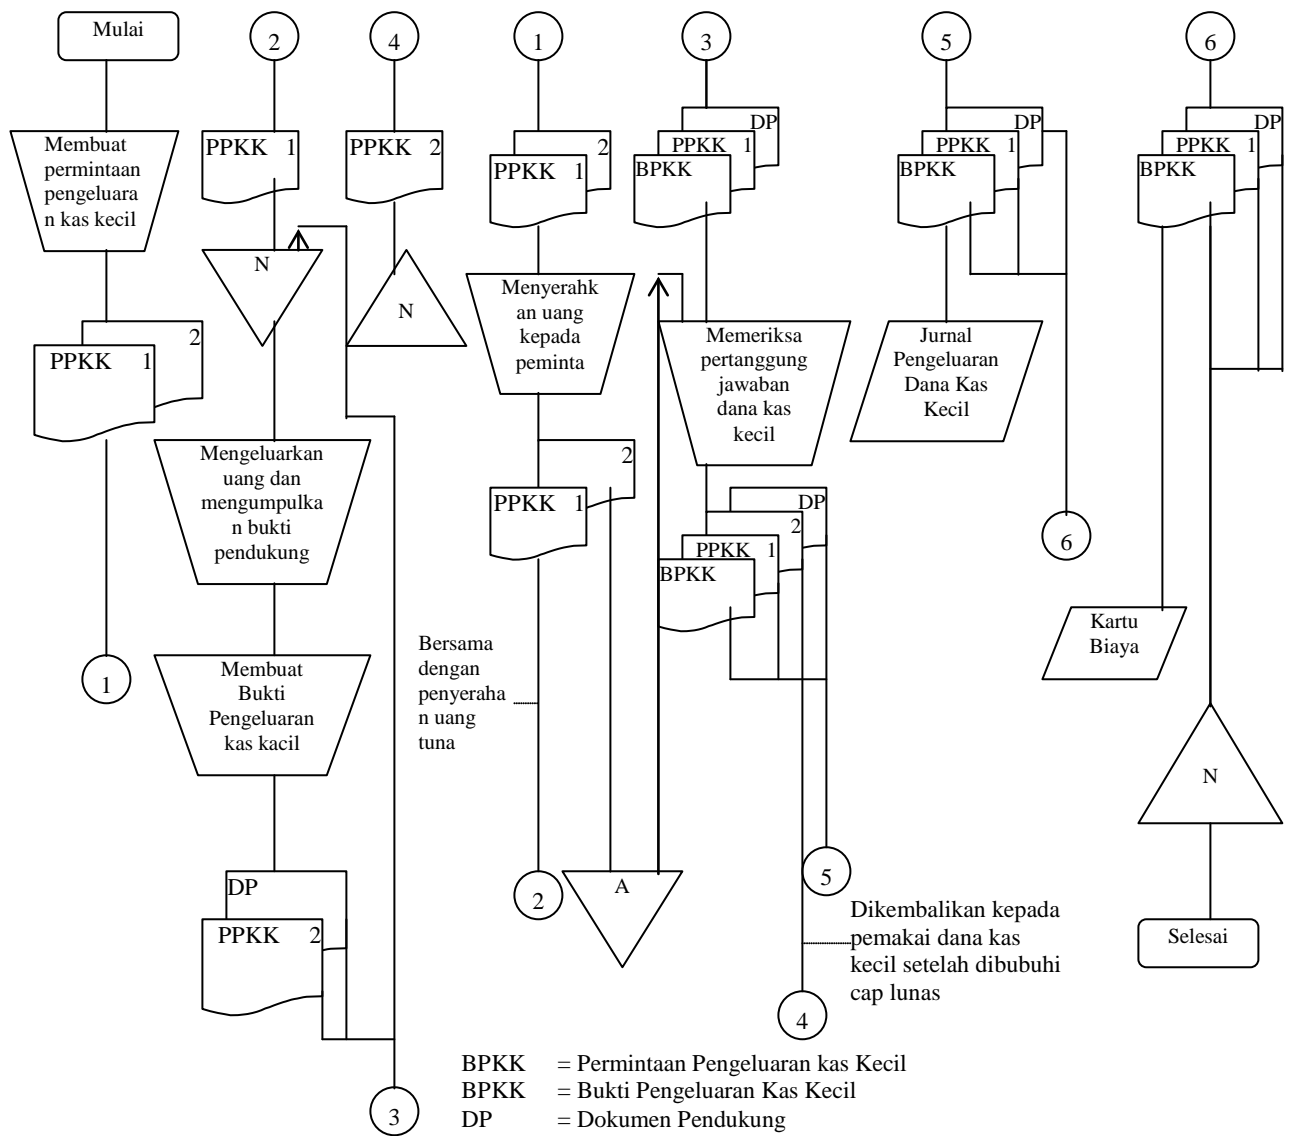 Mulai
Membuat
permintaan
pengeluara
n kas kecil
2
PPKK 1
1
2
PPKK 1
N
Mengeluarkan
uang dan
mengumpulka
n bukti
pendukung
Membuat
Bukti
Pengeluaran
kas kacil
DP
PPKK 2
3
4
PPKK 2
N
1
2
PPKK 1
Menyerahk
an uang
kepada
peminta
2
PPKK 1
Bersama
dengan
penyeraha
n uang
tuna
2
A
3
DP
PPKK 1
BPKK
Memeriksa
pertanggung
jawaban
dana kas
kecil
DP
2
PPKK 1
BPKK
5
Dikembalikan kepada
pemakai dana kas
kecil setelah dibubuhi
cap lunas
4
5
DP
PPKK 1
BPKK
Jurnal
Pengeluaran
Dana Kas
Kecil
6
6
DP
PPKK 1
BPKK
Kartu
Biaya
N
Selesai
BPKK = Permintaan Pengeluaran kas Kecil
BPKK = Bukti Pengeluaran Kas Kecil
DP = Dokumen Pendukung